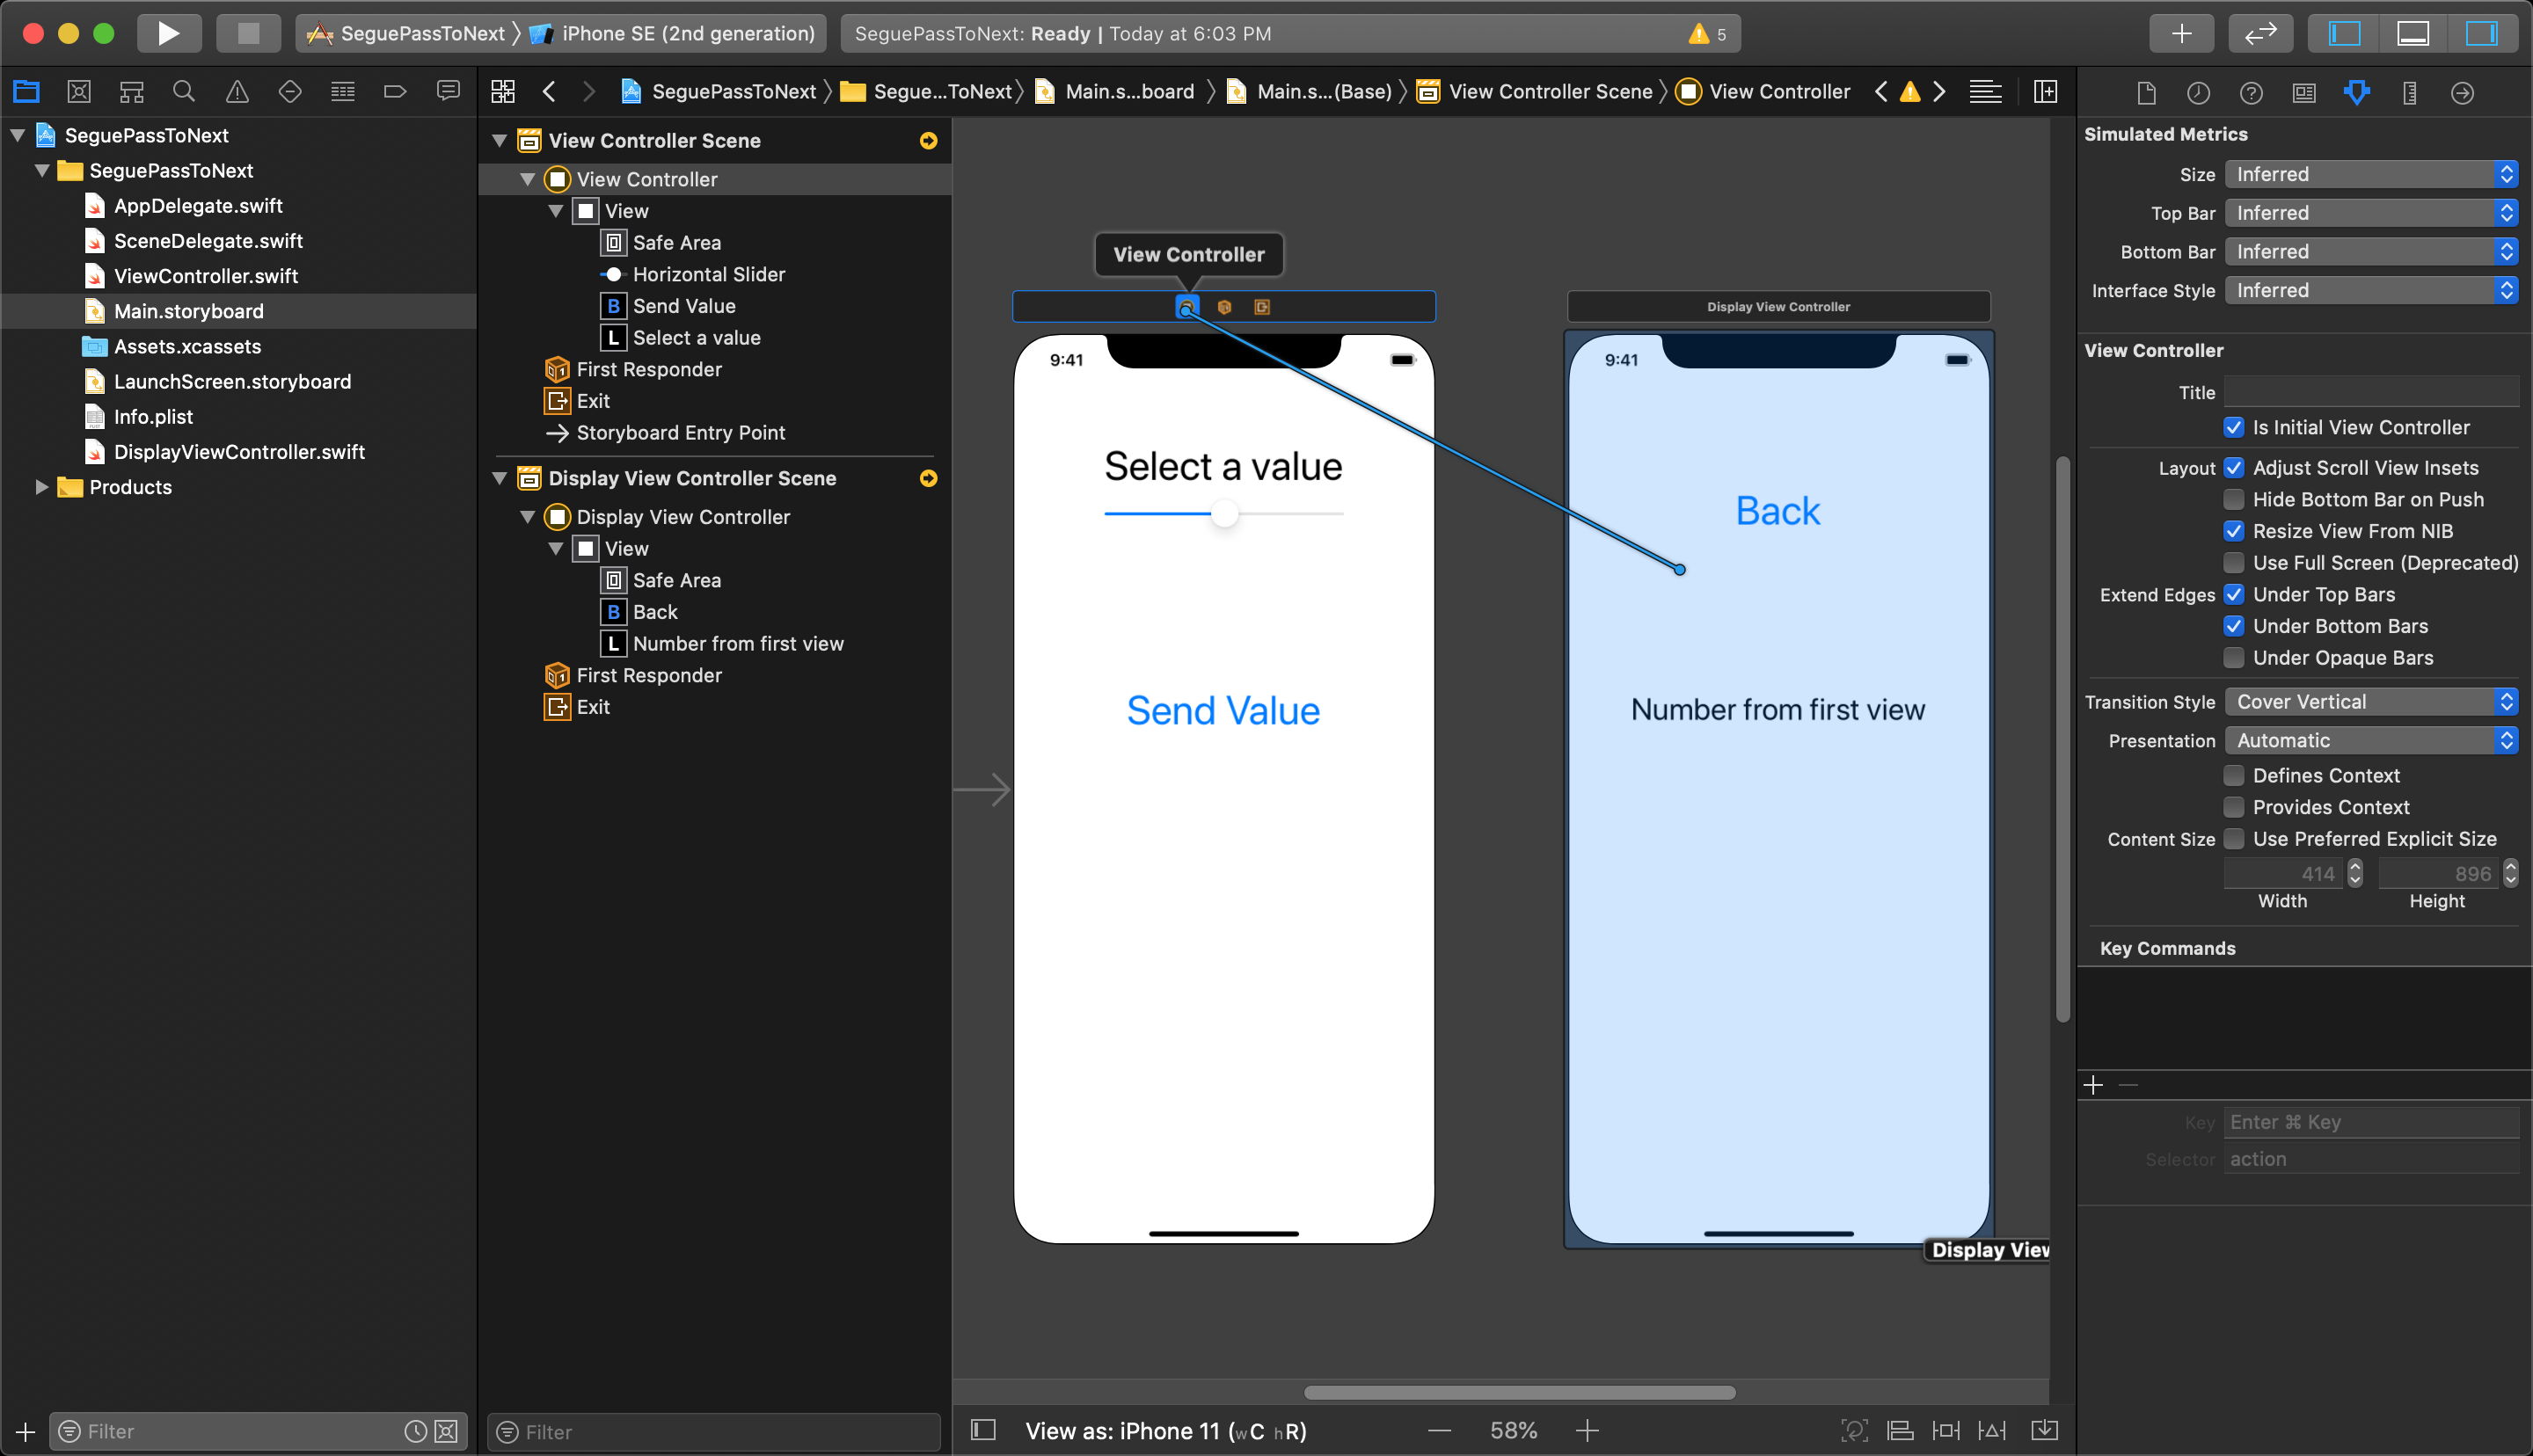 SeguePassToNext
iPhone SE (2nd generation)
SeguePassToNext: Ready | Today at 6:03 PM
5
SeguePassToNext
Segue...ToNext
Main.s...board
Main.s...(Base)
View Controller Scene
View Controller
SeguePassToNext
SeguePassToNext
AppDelegate.swift
SceneDelegate.swift
ViewController.swift
Main.storyboard
Assets.xcassets
LaunchScreen.storyboard
Info.plist
DisplayViewController.swift
Products
Filter
View Controller Scene
View Controller
View
Safe Area
Horizontal Slider
B Send Value
L Select a value
First Responder
Exit
Storyboard Entry Point
Display View Controller Scene
Display View Controller
View
Safe Area
B Back
L Number from first view
First Responder
Exit
Filter
View Controller
9:41
Select a value
Send Value
Display View Controller
9:41
Back
Number from first view
Display View
View as: iPhone 11 (wC hR)
58%
Simulated Metrics
Size Inferred
Top Bar Inferred
Bottom Bar Inferred
Interface Style Inferred
View Controller
Title
Is Initial View Controller
Layout Adjust Scroll View Insets
Hide Bottom Bar on Push
Resize View From NIB
Use Full Screen (Deprecated)
Extend Edges Under Top Bars
Under Bottom Bars
Under Opaque Bars
Transition Style Cover Vertical
Presentation Automatic
Defines Context
Provides Context
Content Size Use Preferred Explicit Size
414 896
Width Height
Key Commands
Key Enter ⌘ Key
Selector action